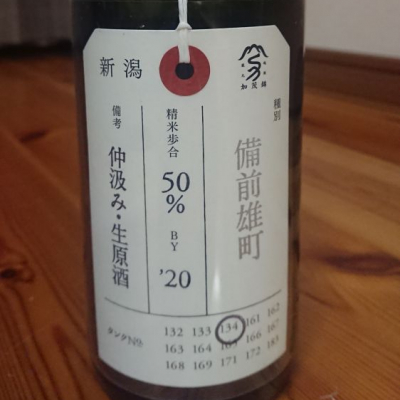 新潟
加茂錦
種別
備前雄町
精米歩合
50%
BY
'20
備考
仲汲み・生原酒
タンクNo.
132 133 134 161 162
163 164 165 166 167
168 169 171 172 185